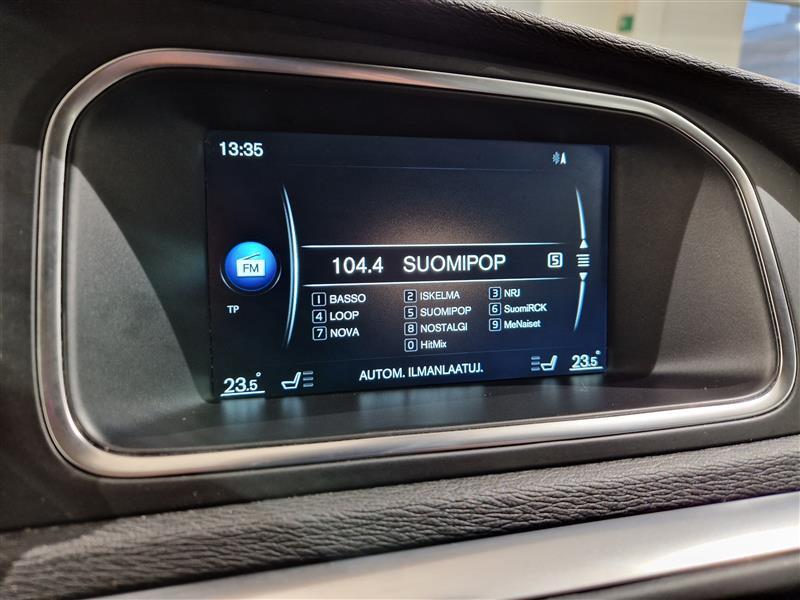 13:35
FM
TP
104.4 SUOMIPOP 5
1 BASSO 2 ISKELMA 3 NRJ
4 LOOP 5 SUOMIPOP 6 SuomiRCK
7 NOVA 8 NOSTALGI 9 MeNaiset
0 HitMix
23.5° AUTOM. ILMANLAATUJ. 23.5°